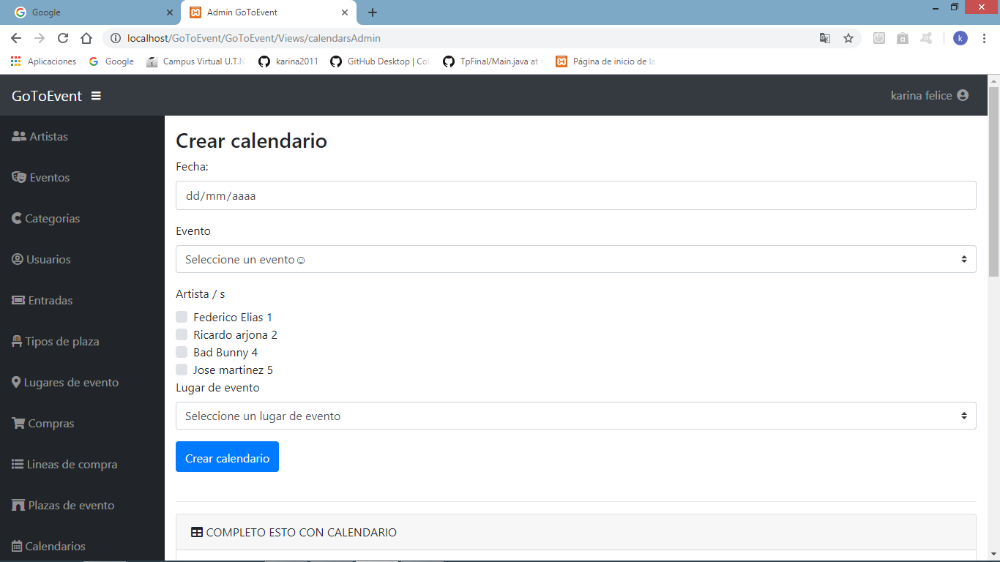 Google
Admin GoToEvent
localhost/GoToEvent/GoToEvent/Views/calendarsAdmin
k
Aplicaciones
Google
Campus Virtual U.T.N
karina2011
GitHub Desktop | Co
TpFinal/Main.java at
Página de inicio de la
GoToEvent
karina felice
Artistas
Eventos
Categorias
Usuarios
Entradas
Tipos de plaza
Lugares de evento
Compras
Lineas de compra
Plazas de evento
Calendarios
Crear calendario
Fecha:
dd/mm/aaaa
Evento
Seleccione un evento☺
Artista / s
Federico Elias 1
Ricardo arjona 2
Bad Bunny 4
Jose martinez 5
Lugar de evento
Seleccione un lugar de evento
Crear calendario
COMPLETO ESTO CON CALENDARIO